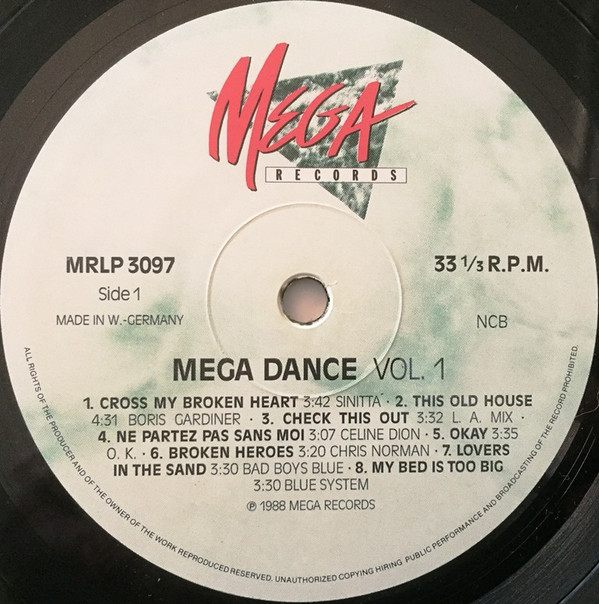 MEGA
RECORDS
MRLP 3097
33 1/3 R.P.M.
Side 1
MADE IN W.-GERMANY
NCB
MEGA DANCE VOL. 1
1. CROSS MY BROKEN HEART 3:42 SINITTA · 2. THIS OLD HOUSE
4:31 BORIS GARDINER · 3. CHECK THIS OUT 3:32 L. A. MIX ·
4. NE PARTEZ PAS SANS MOI 3:07 CELINE DION · 5. OKAY 3:35
O. K. · 6. BROKEN HEROES 3:20 CHRIS NORMAN · 7. LOVERS
IN THE SAND 3:30 BAD BOYS BLUE · 8. MY BED IS TOO BIG
3:30 BLUE SYSTEM
℗ 1988 MEGA RECORDS
ALL RIGHTS OF THE PRODUCER AND OF THE OWNER OF THE WORK REPRODUCED RESERVED. UNAUTHORIZED COPYING HIRING PUBLIC PERFORMANCE AND BROADCASTING OF THE RECORD PROHIBITED.